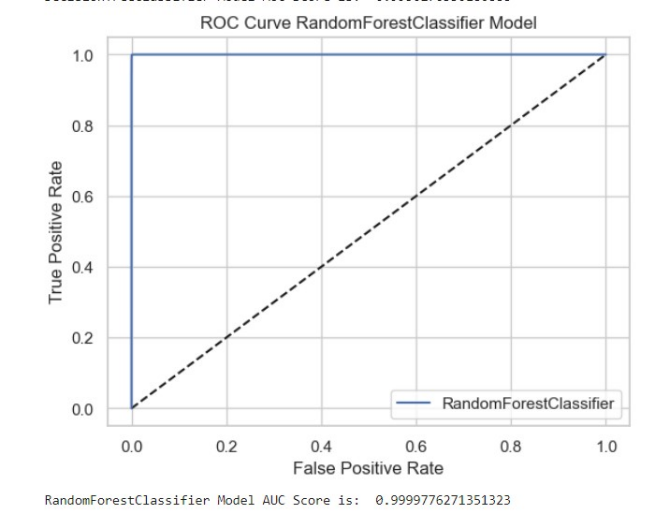 ROC Curve RandomForestClassifier Model
1.0
0.8
0.6
0.4
0.2
0.0
True Positive Rate
RandomForestClassifier
0.0 0.2 0.4 0.6 0.8 1.0
False Positive Rate
RandomForestClassifier Model AUC Score is: 0.9999776271351323